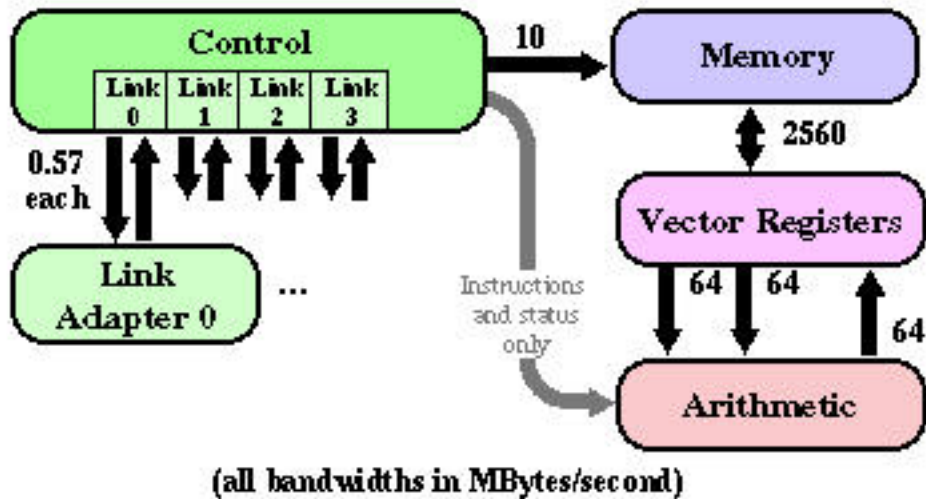 Control
10
Memory
Link
0
Link
1
Link
2
Link
3
0.57
each
2560
Vector Registers
Link
Adapter 0
...
Instructions
and status
only
64
64
64
Arithmetic
(all bandwidths in MBytes/second)